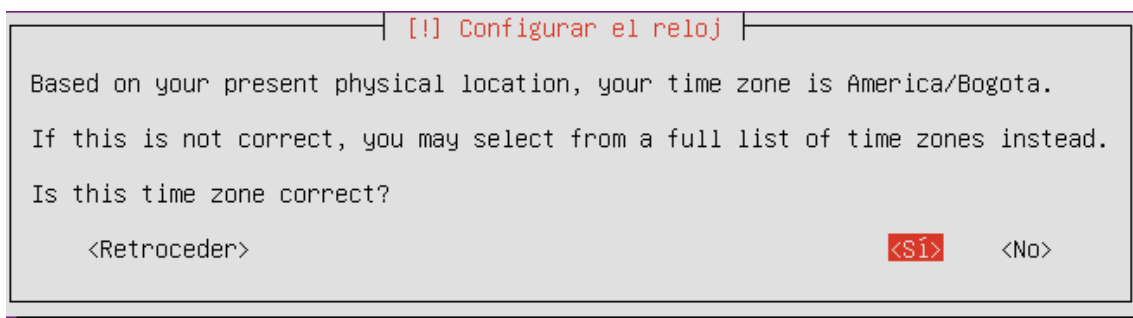 [!] Configurar el reloj
Based on your present physical location, your time zone is America/Bogota.
If this is not correct, you may select from a full list of time zones instead.
Is this time zone correct?
<Retroceder> <Sí> <No>